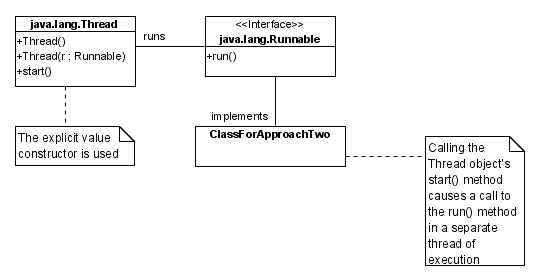 java.lang.Thread
+Thread()
+Thread(r : Runnable)
+start()
runs
<<Interface>>
java.lang.Runnable
+run()
implements
ClassForApproachTwo
The explicit value
constructor is used
Calling the
Thread object's
start() method
causes a call to
the run() method
in a separate
thread of
execution